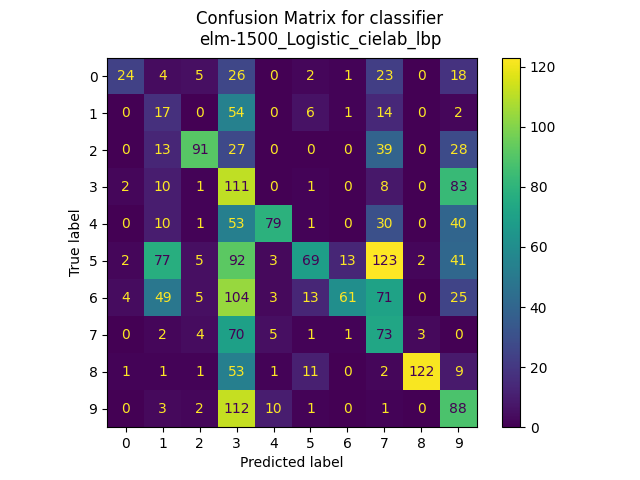 Confusion Matrix for classifier
elm-1500_Logistic_cielab_lbp
0 24 4 5 26 0 2 1 23 0 18
1 0 17 0 54 0 6 1 14 0 2
2 0 13 91 27 0 0 0 39 0 28
3 2 10 1 111 0 1 0 8 0 83
4 0 10 1 53 79 1 0 30 0 40
5 2 77 5 92 3 69 13 123 2 41
6 4 49 5 104 3 13 61 71 0 25
7 0 2 4 70 5 1 1 73 3 0
8 1 1 1 53 1 11 0 2 122 9
9 0 3 2 112 10 1 0 1 0 88
0 1 2 3 4 5 6 7 8 9
Predicted label
True label
120
100
80
60
40
20
0